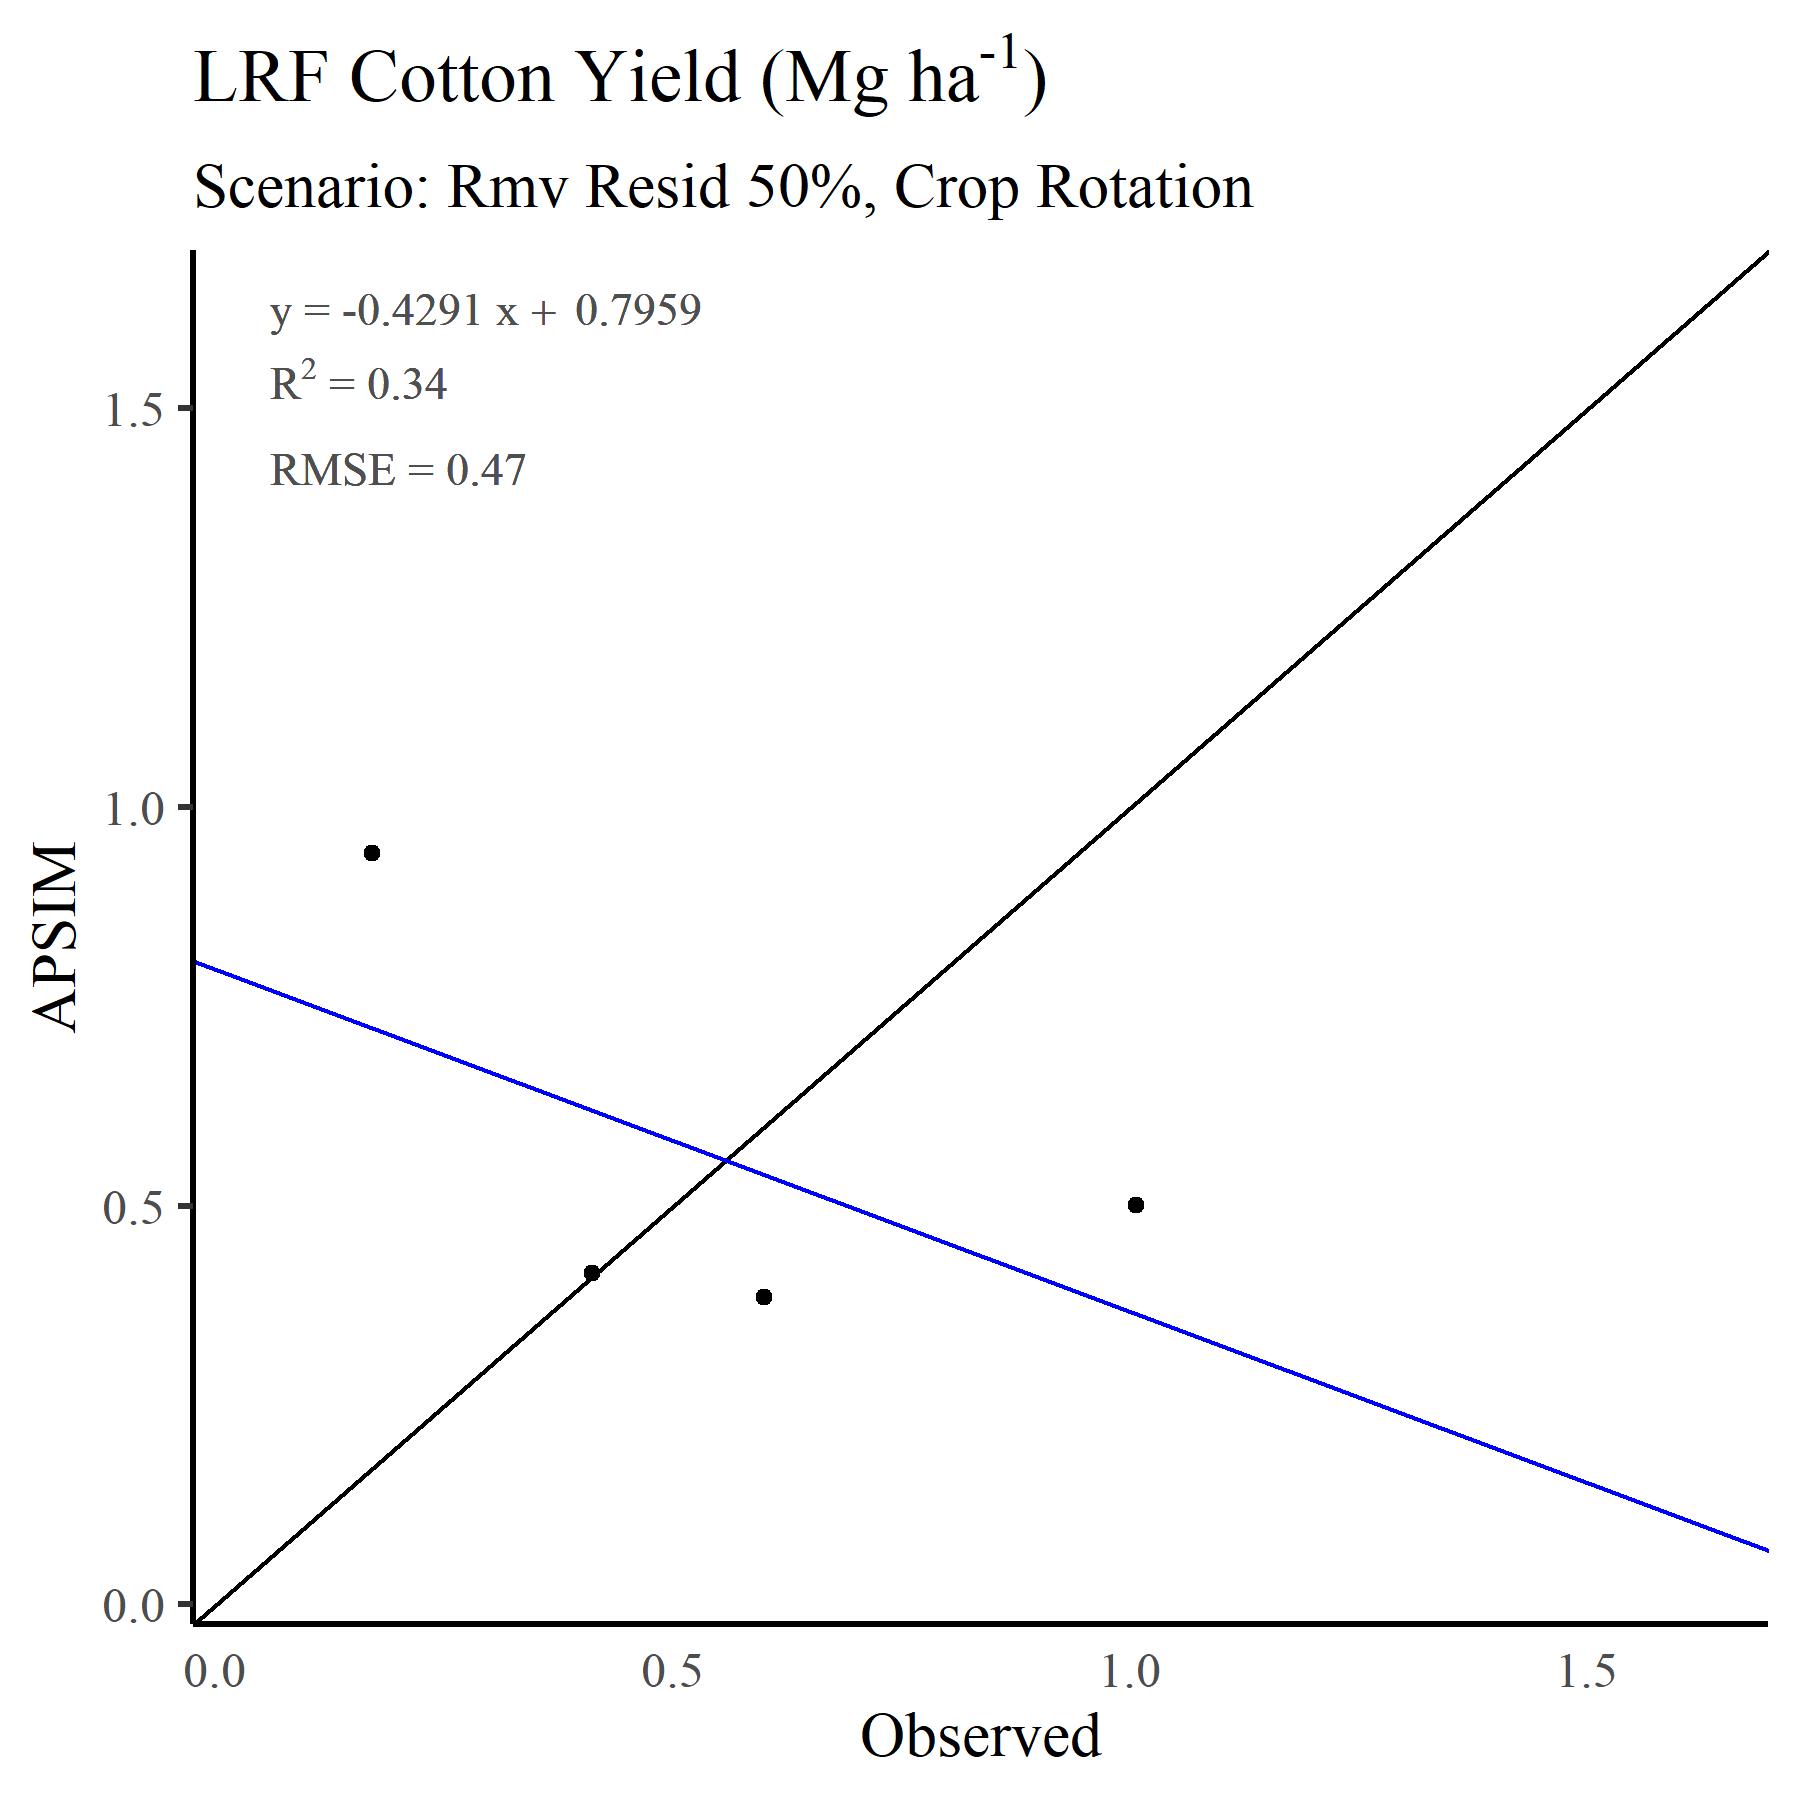 LRF Cotton Yield (Mg ha⁻¹)
Scenario: Rmv Resid 50%, Crop Rotation
y = -0.4291 x + 0.7959
R² = 0.34
RMSE = 0.47
1.5
1.0
0.5
0.0
APSIM
0.0 0.5 1.0 1.5
Observed